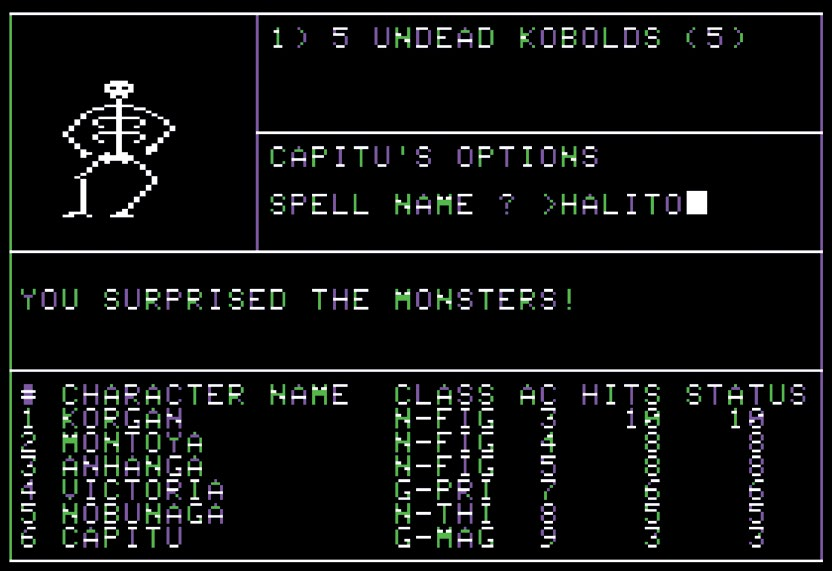 1) 5 UNDEAD KOBOLDS (5)
CAPITU'S OPTIONS
SPELL NAME ? >HALITO
YOU SURPRISED THE MONSTERS!
# CHARACTER NAME CLASS AC HITS STATUS
1 KORGAN N-FIG 3 10 10
2 MONTOYA N-FIG 4 8 8
3 ANHANGA N-FIG 5 8 8
4 VICTORIA G-PRI 7 6 6
5 NOBUNAGA N-THI 8 5 5
6 CAPITU G-MAG 9 3 3